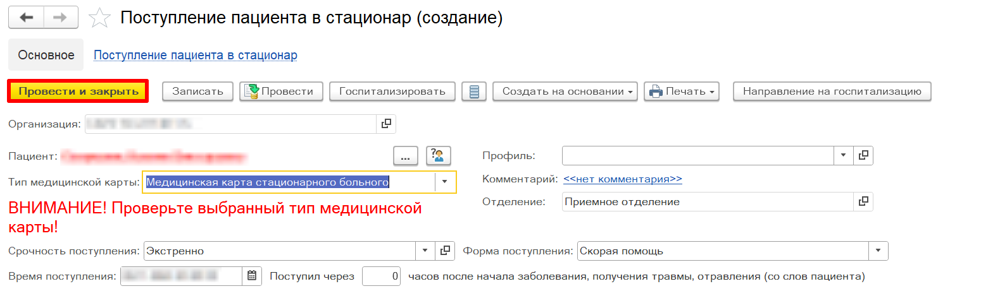 Поступление пациента в стационар (создание)
Основное Поступление пациента в стационар
Провести и закрыть Записать Провести Госпитализировать Создать на основании Печать Направление на госпитализацию
Организация:
Пациент: ... Профиль:
Тип медицинской карты: Медицинская карта стационарного больного Комментарий: <<нет комментария>>
Отделение: Приемное отделение
ВНИМАНИЕ! Проверьте выбранный тип медицинской
карты!
Срочность поступления: Экстренно Форма поступления: Скорая помощь
Время поступления: Поступил через 0 часов после начала заболевания, получения травмы, отравления (со слов пациента)